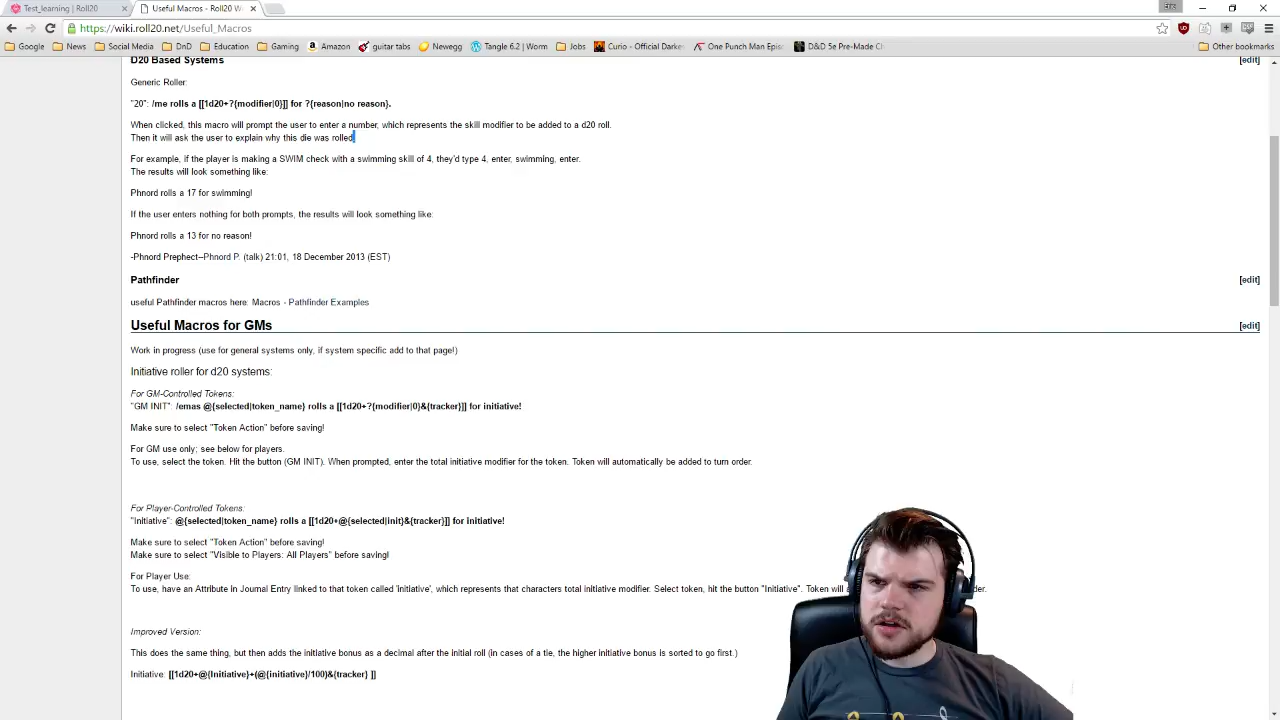 Test_learning | Roll20
Useful Macros - Roll20 W
Eric
https://wiki.roll20.net/Useful_Macros
Google
News
Social Media
DnD
Education
Gaming
Amazon
guitar tabs
Newegg
Tangle 6.2 | Worm
Jobs
Curio - Official Darke
One Punch Man Epis
D&D 5e Pre-Made Ch
Other bookmarks
D20 Based Systems
[edit]
Generic Roller:
"20": /me rolls a [[1d20+?{modifier|0}]] for ?{reason|no reason}.
When clicked, this macro will prompt the user to enter a number, which represents the skill modifier to be added to a d20 roll.
Then it will ask the user to explain why this die was rolled
For example, if the player is making a SWIM check with a swimming skill of 4, they'd type 4, enter, swimming, enter.
The results will look something like:
Phnord rolls a 17 for swimming!
If the user enters nothing for both prompts, the results will look something like:
Phnord rolls a 13 for no reason!
-Phnord Prephect--Phnord P. (talk) 21:01, 18 December 2013 (EST)
Pathfinder
[edit]
useful Pathfinder macros here: Macros - Pathfinder Examples
Useful Macros for GMs
[edit]
Work in progress (use for general systems only, if system specific add to that page!)
Initiative roller for d20 systems:
For GM-Controlled Tokens:
"GM INIT": /emas @{selected|token_name} rolls a [[1d20+?{modifier|0}&{tracker}]] for initiative!
Make sure to select "Token Action" before saving!
For GM use only; see below for players.
To use, select the token. Hit the button (GM INIT). When prompted, enter the total initiative modifier for the token. Token will automatically be added to turn order.
For Player-Controlled Tokens:
"Initiative": @{selected|token_name} rolls a [[1d20+@{selected|init}&{tracker}]] for initiative!
Make sure to select "Token Action" before saving!
Make sure to select "Visible to Players: All Players" before saving!
For Player Use:
To use, have an Attribute in Journal Entry linked to that token called 'initiative', which represents that characters total initiative modifier. Select token, hit the button "Initiative". Token will a der.
Improved Version:
This does the same thing, but then adds the initiative bonus as a decimal after the initial roll (in cases of a tie, the higher initiative bonus is sorted to go first.)
Initiative: [[1d20+@{Initiative}+(@{initiative}/100)&{tracker} ]]